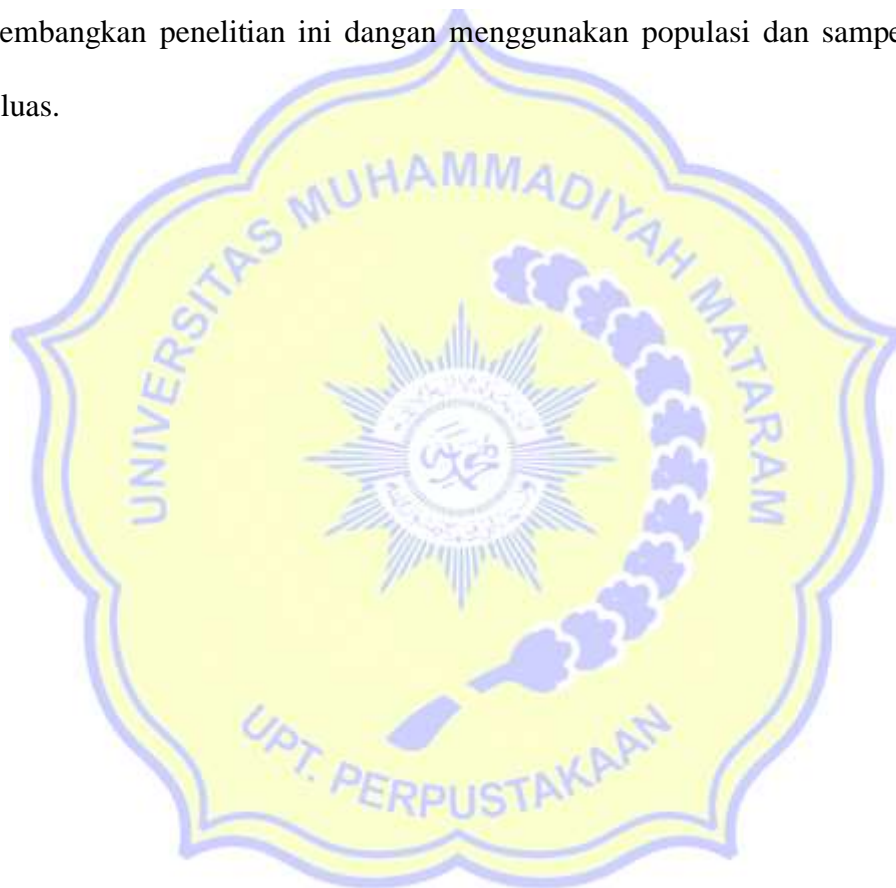 embangkan penelitian ini dangan menggunakan populasi dan sampe
luas.
UNIVERSITAS MUHAMMADIYAH MATARAM
UPT. PERPUSTAKAAN